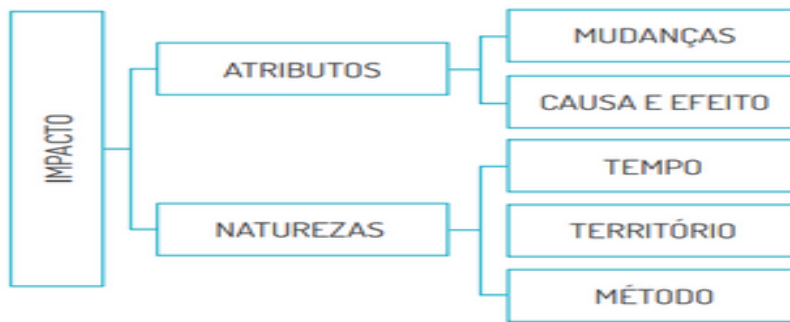 IMPACTO
ATRIBUTOS
MUDANÇAS
CAUSA E EFEITO
NATUREZAS
TEMPO
TERRITÓRIO
MÉTODO